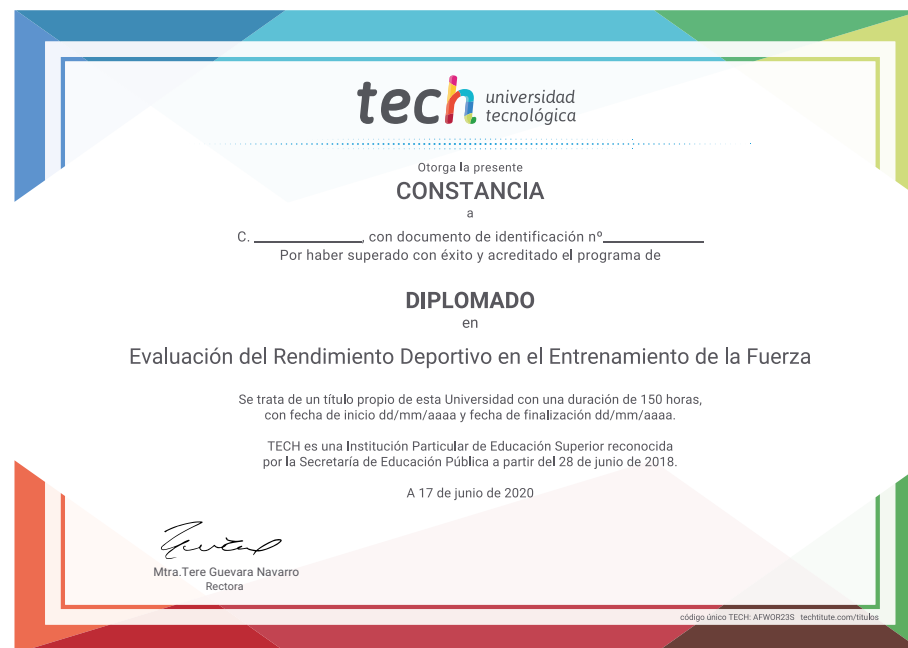 tech universidad
tecnológica
Otorga la presente
CONSTANCIA
a
C. ____________, con documento de identificación nº____________
Por haber superado con éxito y acreditado el programa de
DIPLOMADO
en
Evaluación del Rendimiento Deportivo en el Entrenamiento de la Fuerza
Se trata de un título propio de esta Universidad con una duración de 150 horas,
con fecha de inicio dd/mm/aaaa y fecha de finalización dd/mm/aaaa.
TECH es una Institución Particular de Educación Superior reconocida
por la Secretaría de Educación Pública a partir del 28 de junio de 2018.
A 17 de junio de 2020
Mtra.Tere Guevara Navarro
Rectora
código único TECH: AFWOR23S techtitute.com/titulos